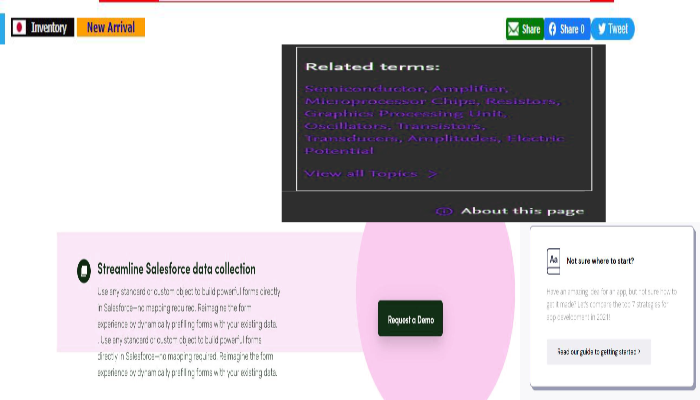 Inventory
New Arrival
Share
Share 0
Tweet
Related terms:
Semiconductor, Amplifier,
Microprocessor Chips, Resistors,
Graphics Processing Unit,
Oscillators, Transistors,
Transducers, Amplitudes, Electric
Potential
View all Topics >
About this page
Streamline Salesforce data collection
Use any standard or custom object to build powerful forms directly
in Salesforce—no mapping required. Reimagine the form
experience by dynamically prefilling forms with your existing data.
. Use any standard or custom object to build powerful forms
directly in Salesforce—no mapping required. Reimagine the form
experience by dynamically prefilling forms with your existing data.
Request a Demo
Aa
Not sure where to start?
Have an amazing idea for an app, but not sure how to
get it made? Let's compare the top 7 strategies for
app development in 2021!
Read our guide to getting started >